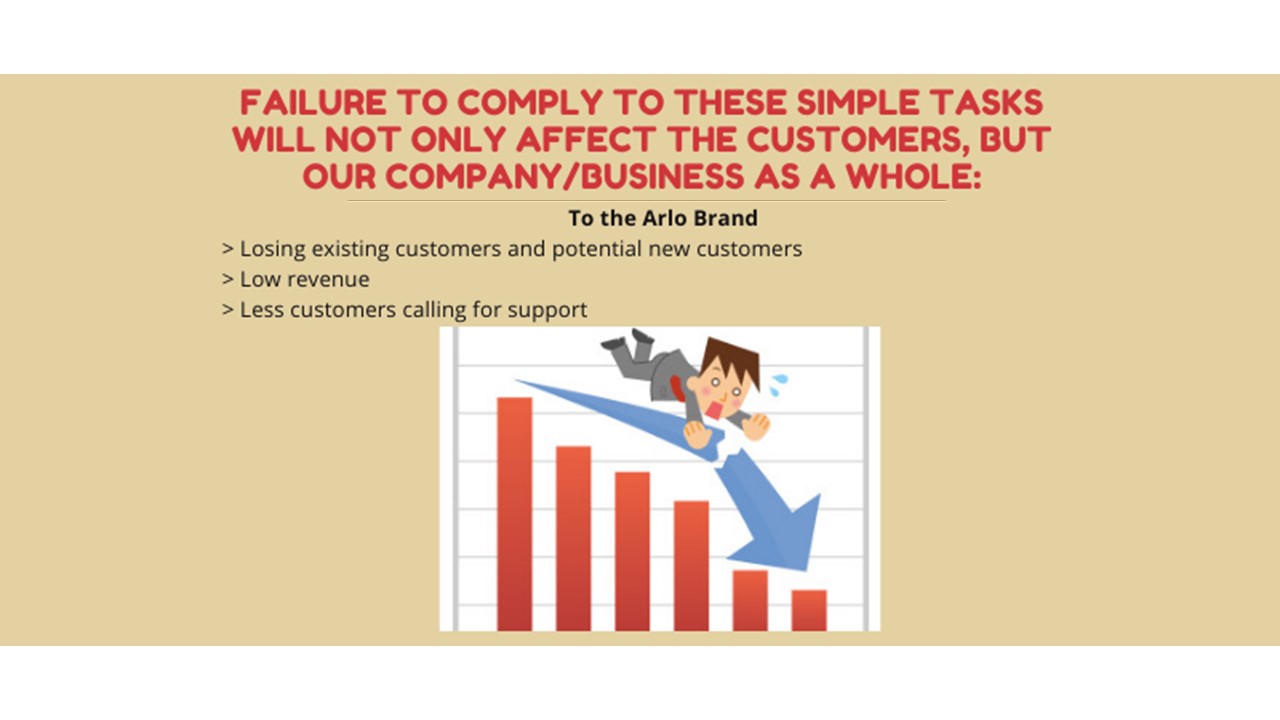 FAILURE TO COMPLY TO THESE SIMPLE TASKS
WILL NOT ONLY AFFECT THE CUSTOMERS, BUT
OUR COMPANY/BUSINESS AS A WHOLE:
To the Arlo Brand
> Losing existing customers and potential new customers
> Low revenue
> Less customers calling for support